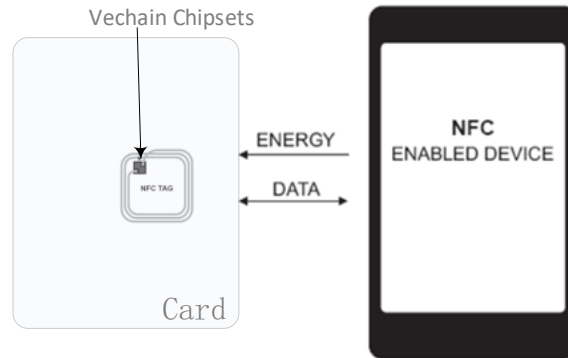 Vechain Chipsets
NFC TAG
Card
ENERGY
DATA
NFC
ENABLED DEVICE